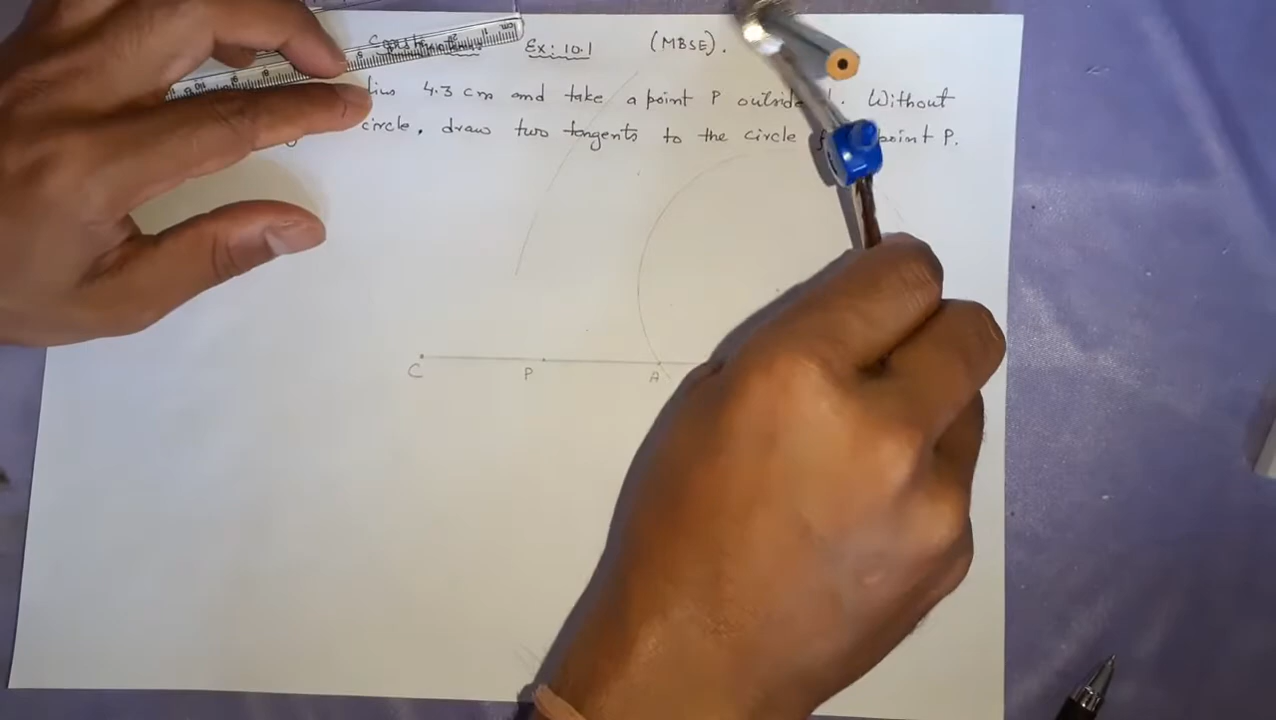 Ex: 10.1 (MBSE).
4.3 cm and take a point P outside Without
circle, draw two tangents to the circle point P.
C P A